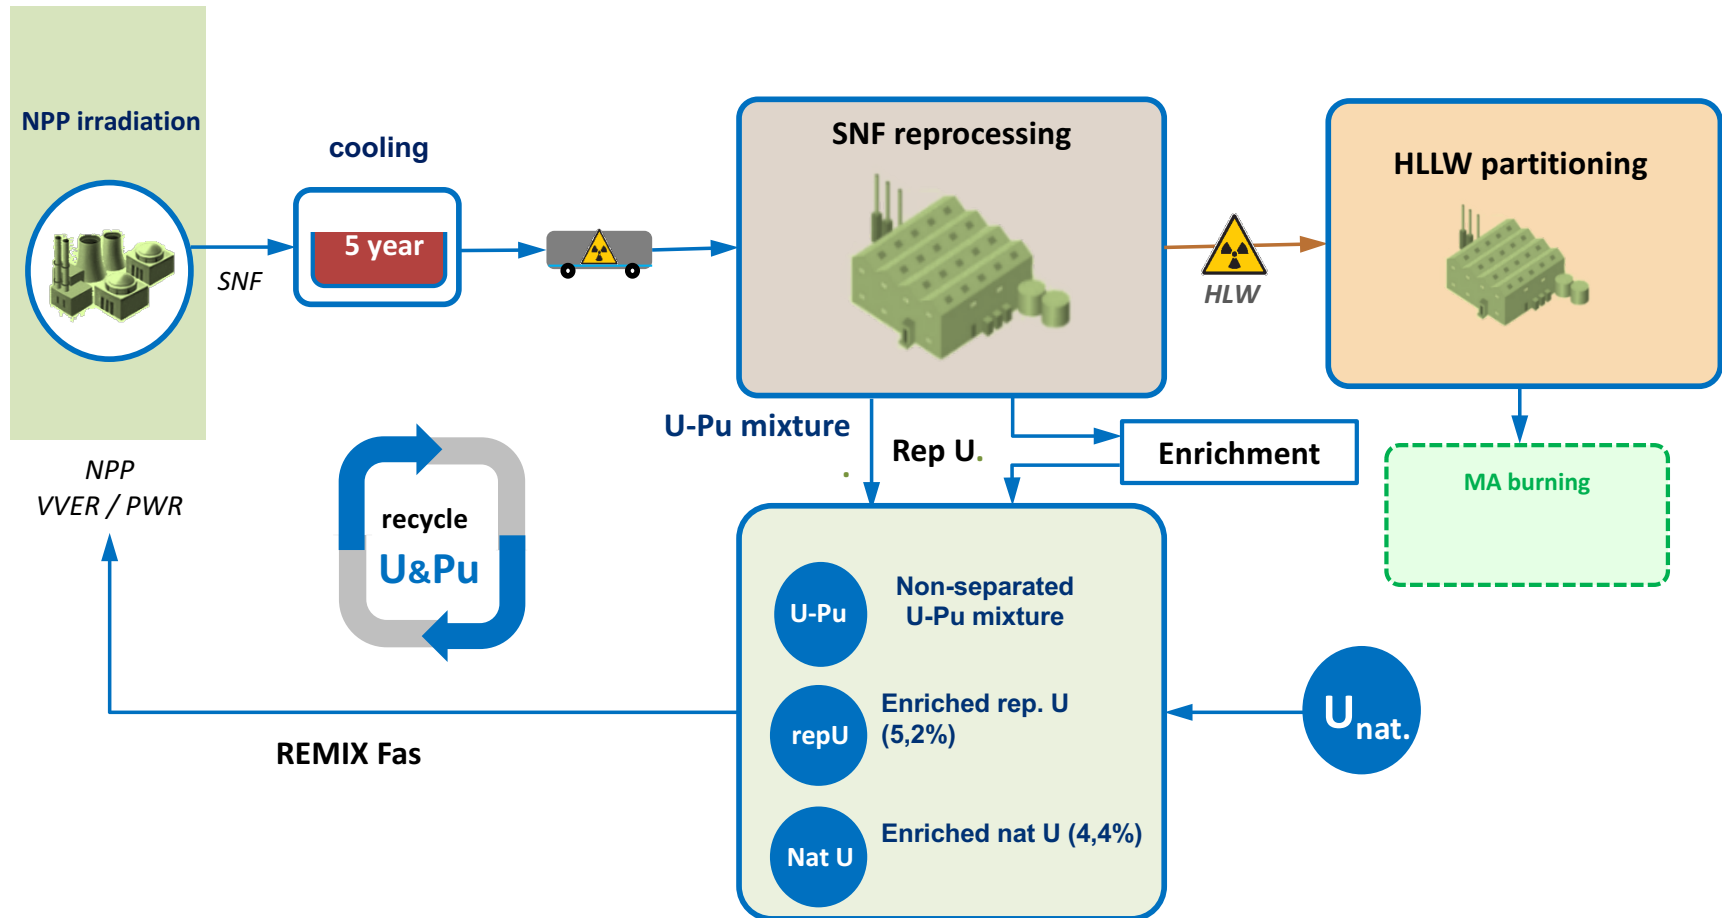 NPP irradiation
cooling
5 year
SNF
SNF reprocessing
HLW
HLLW partitioning
U-Pu mixture
.
Rep U.
Enrichment
MA burning
NPP
VVER / PWR
recycle
U&Pu
U-Pu
Non-separated
U-Pu mixture
repU
Enriched rep. U
(5,2%)
Nat U
Enriched nat U (4,4%)
Unat.
REMIX Fas